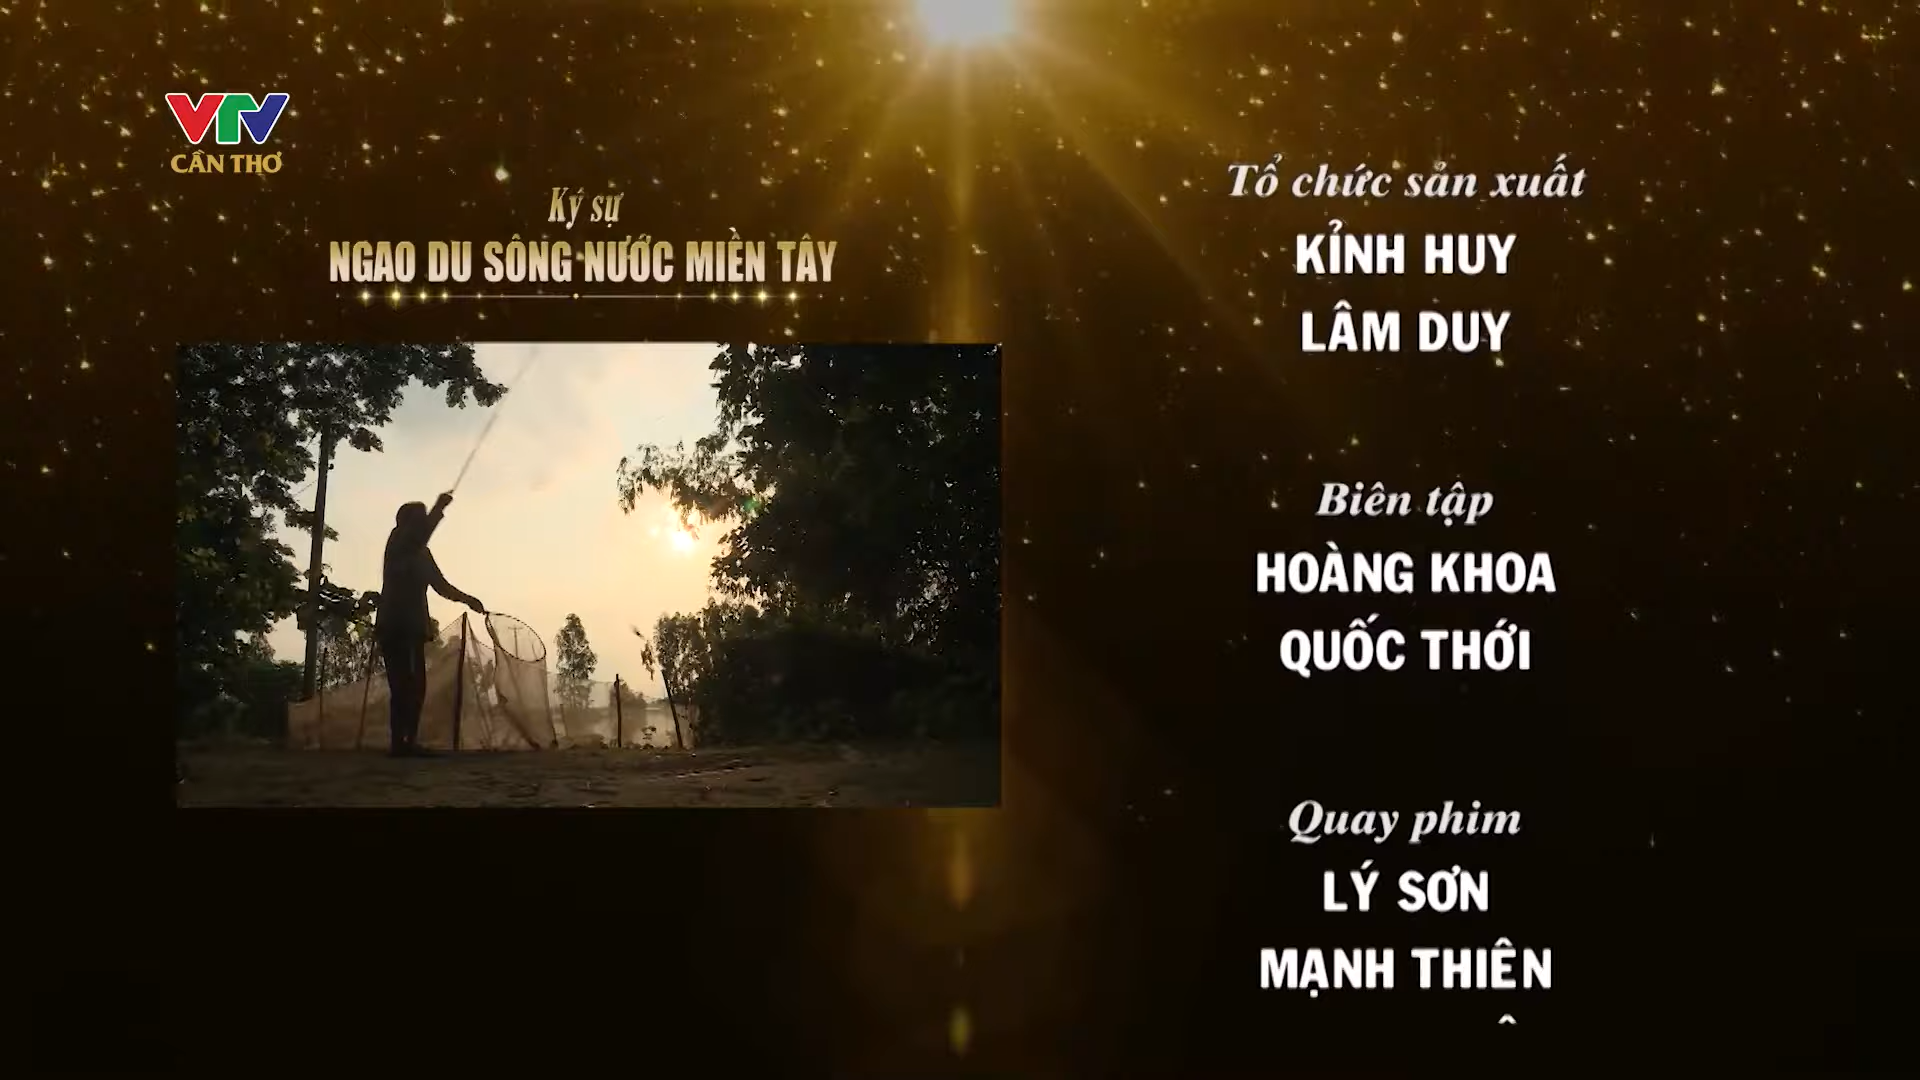 VTV
CẦN THƠ
Ký sự
NGAO DU SÔNG NƯỚC MIỀN TÂY
Tổ chức sản xuất
KỈNH HUY
LÂM DUY
Biên tập
HOÀNG KHOA
QUỐC THỚI
Quay phim
LÝ SƠN
MẠNH THIÊN